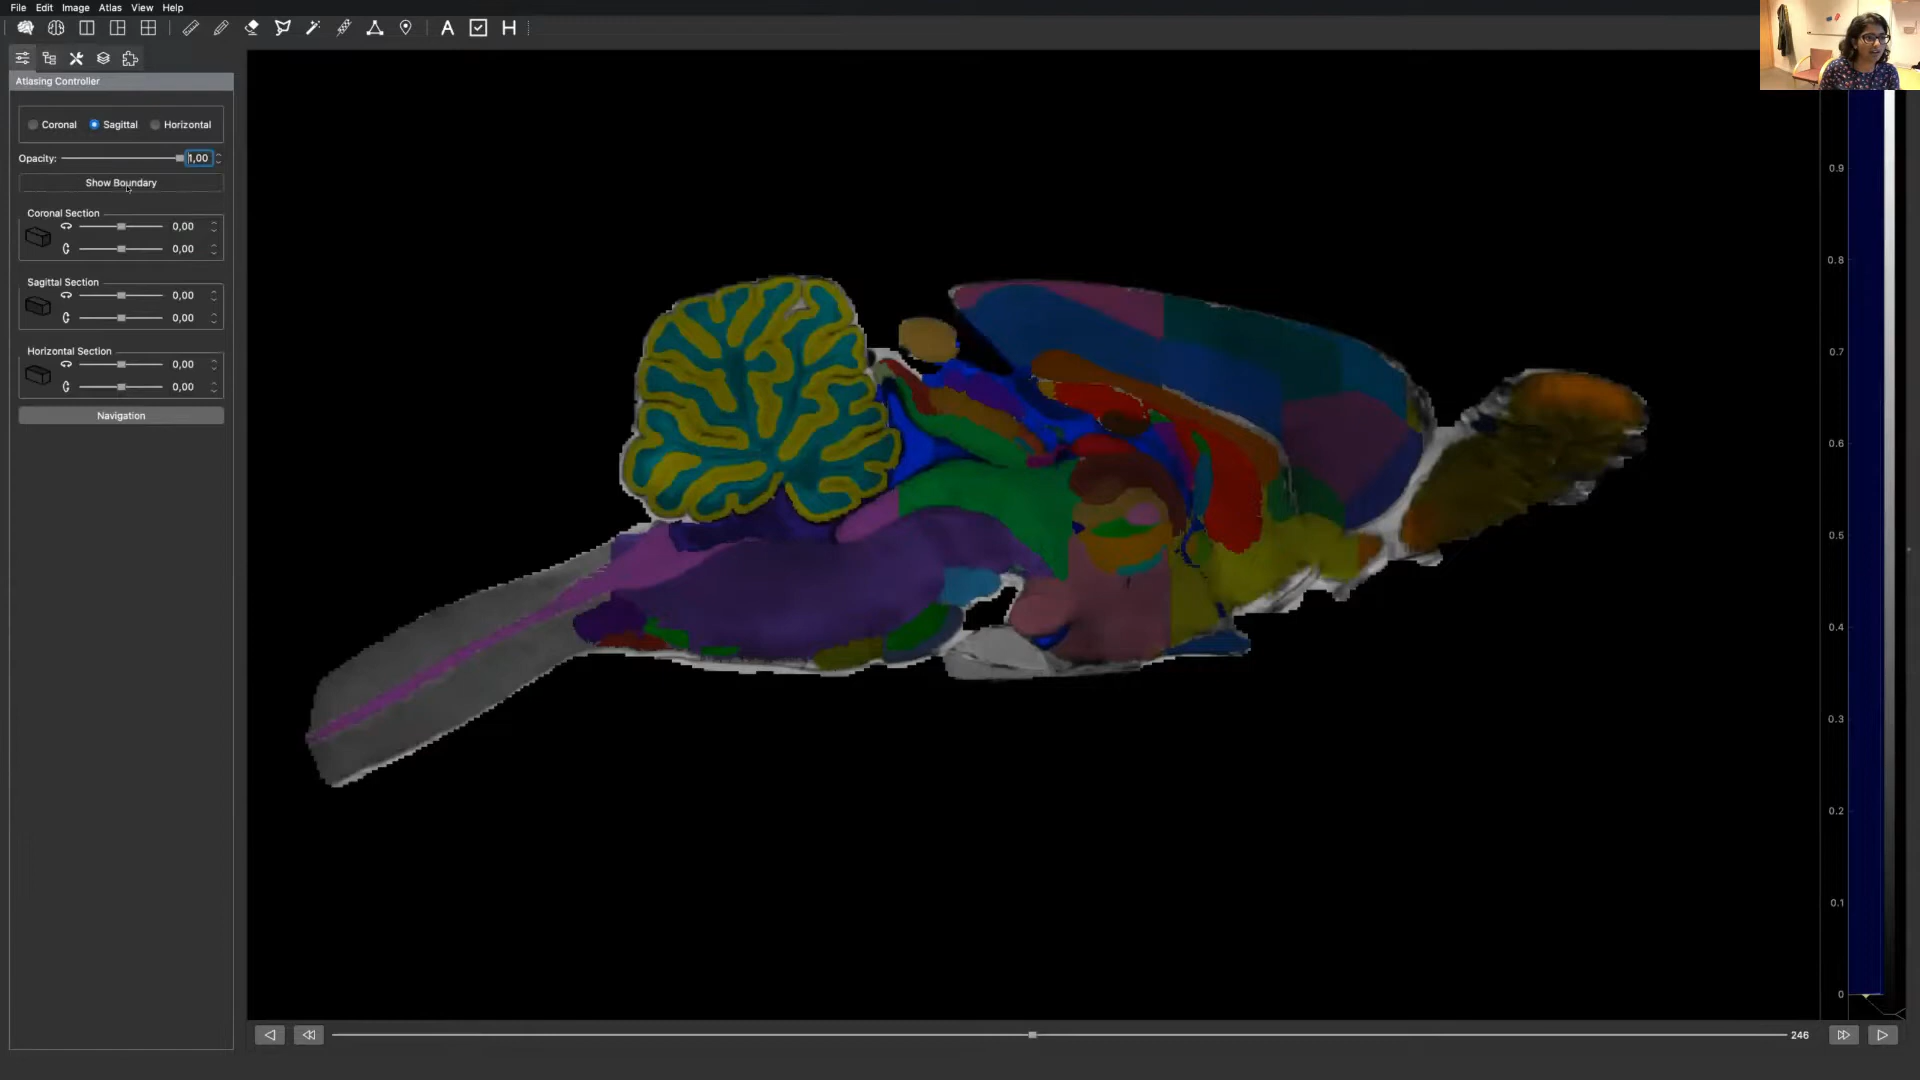 File Edit Image Atlas View Help
A H
Atlasing Controller
Coronal Sagittal Horizontal
Opacity: 1,00
Show Boundary
Coronal Section
0,00
0,00
Sagittal Section
0,00
0,00
Horizontal Section
0,00
0,00
Navigation
0.9
0.8
0.7
0.6
0.5
0.4
0.3
0.2
0.1
0
246